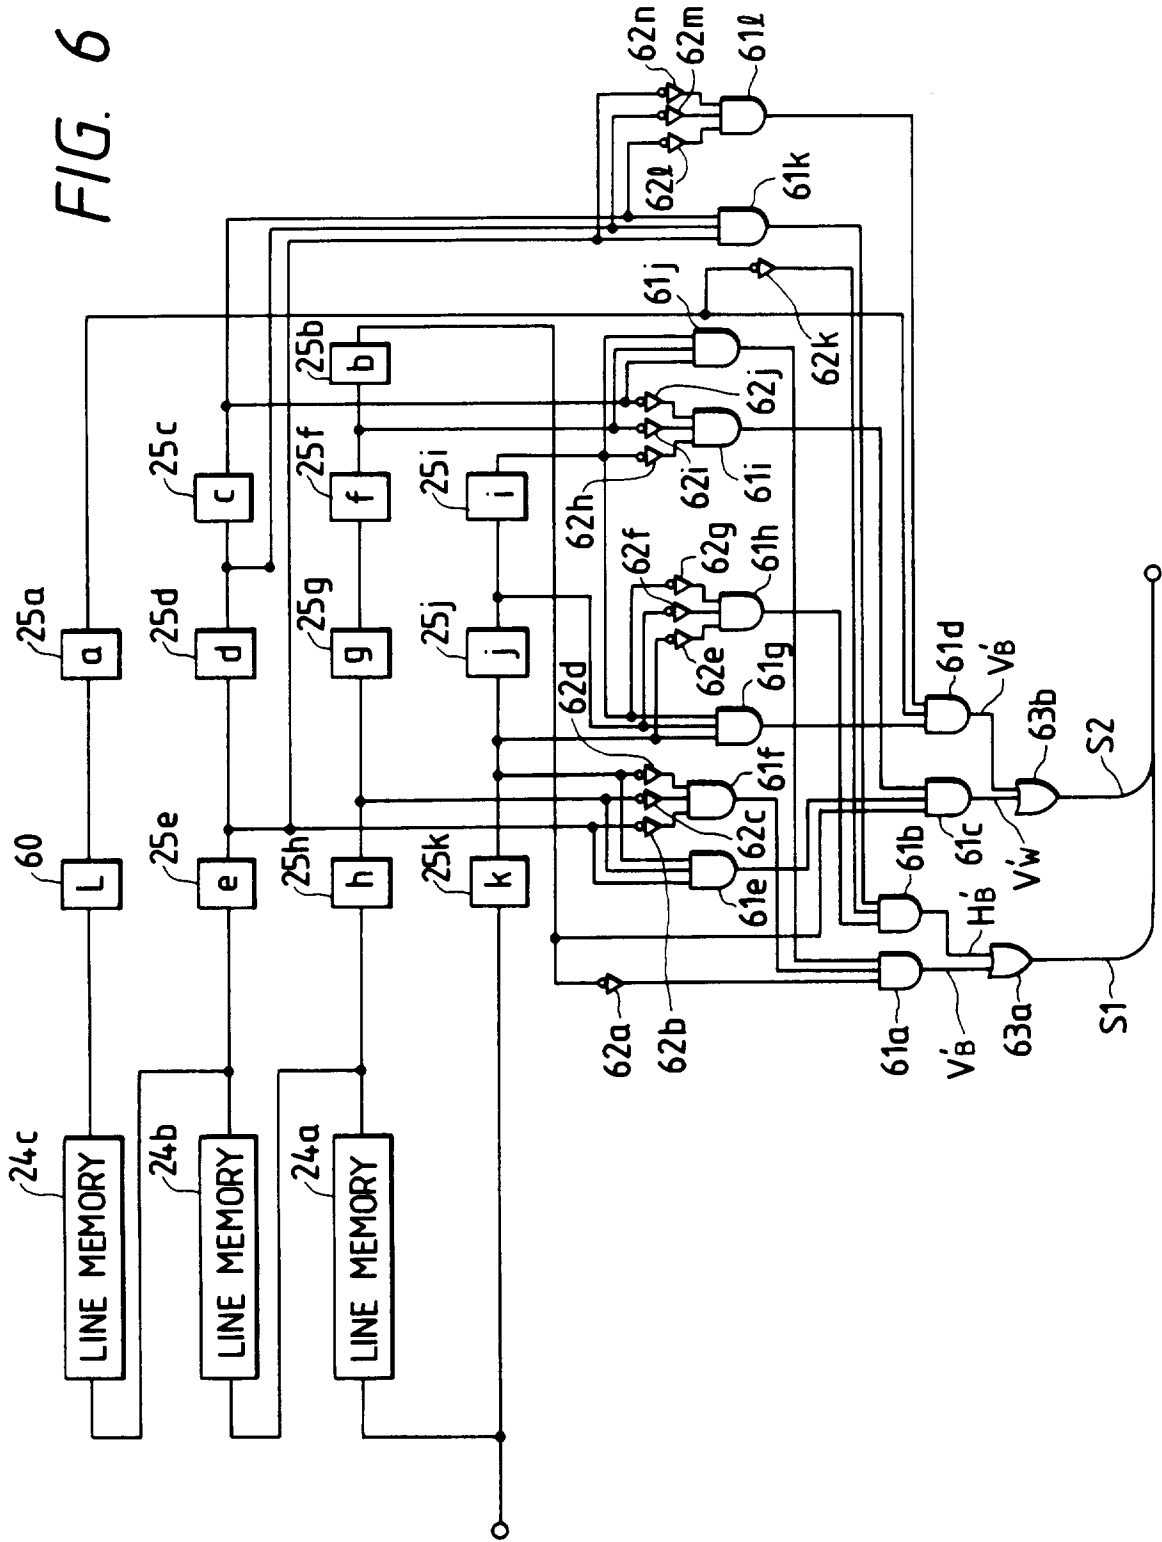 FIG. 6
24c
LINE MEMORY
60
L
25a
a
24b
LINE MEMORY
25e
e
25d
d
25c
c
24a
LINE MEMORY
25h
h
25g
g
25f
f
25b
b
25k
k
25j
j
25i
i
62a
62b
62c
62d
62e
62f
62g
62h
62i
62j
62k
62ℓ
62m
62n
61e
61f
61g
61h
61i
61j
61k
61ℓ
61a
61b
61c
61d
V'B
H'B
V'W
V'B
63a
63b
S1
S2